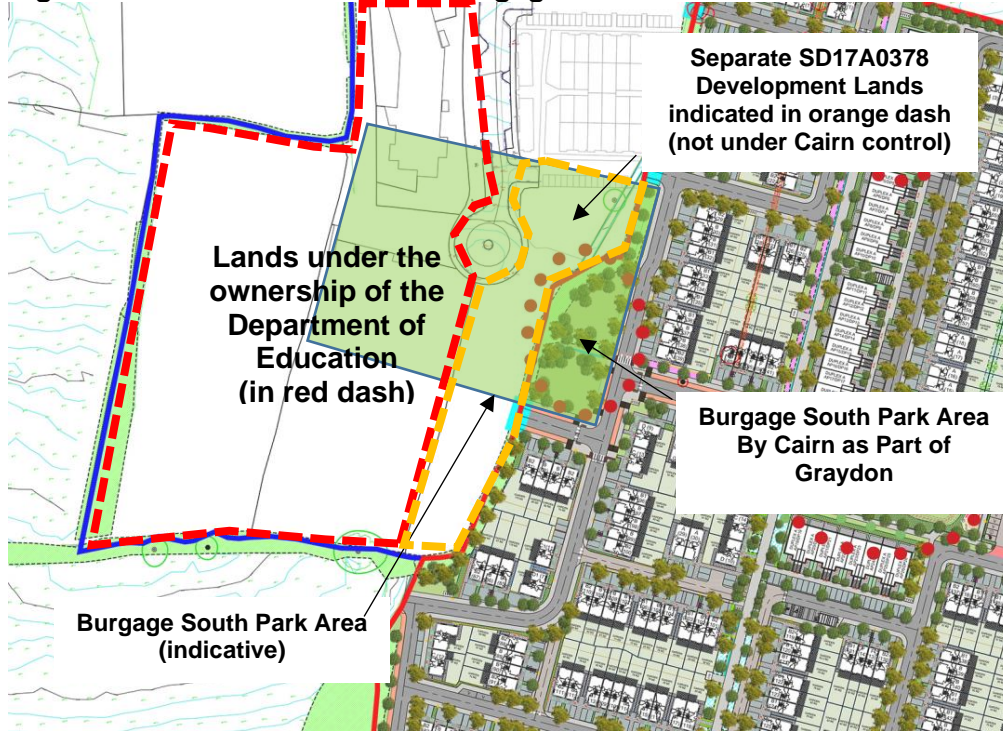 Separate SD17A0378
Development Lands
indicated in orange dash
(not under Cairn control)
Lands under the
ownership of the
Department of
Education
(in red dash)
Burgage South Park Area
By Cairn as Part of
Graydon
Burgage South Park Area
(indicative)